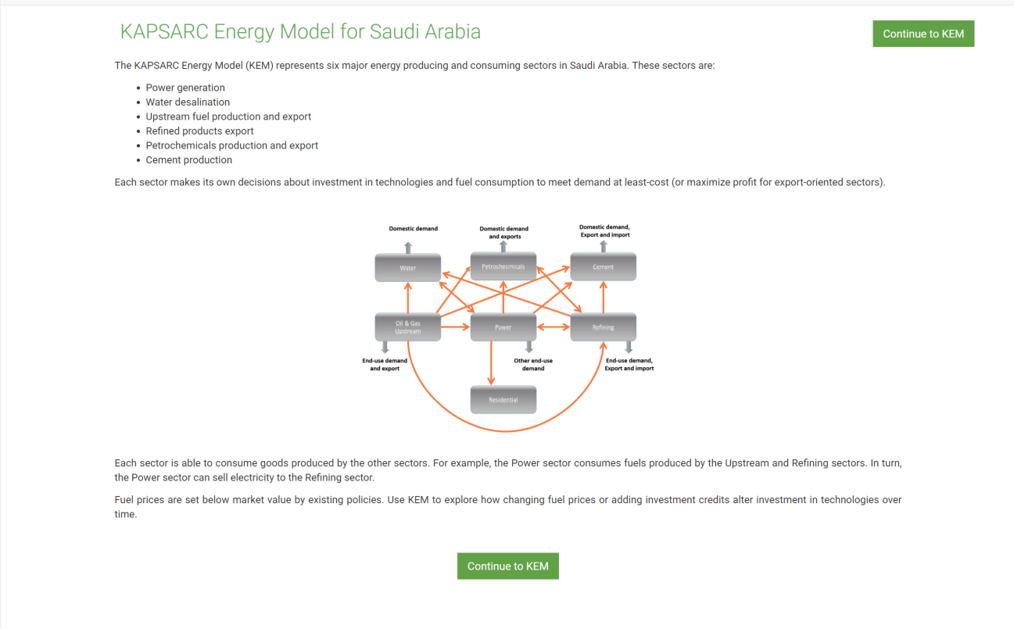 KAPSARC Energy Model for Saudi Arabia
Continue to KEM
The KAPSARC Energy Model (KEM) represents six major energy producing and consuming sectors in Saudi Arabia. These sectors are:
Power generation
Water desalination
Upstream fuel production and export
Refined products export
Petrochemicals production and export
Cement production
Each sector makes its own decisions about investment in technologies and fuel consumption to meet demand at least-cost (or maximize profit for export-oriented sectors).
Domestic demand
Domestic demand
and exports
Domestic demand,
Export and import
Water
Petrochecmicals
Cement
Oil & Gas
Upstream
Power
Refining
End-use demand
and export
Other end-use
demand
End-use demand,
Export and import
Residential
Each sector is able to consume goods produced by the other sectors. For example, the Power sector consumes fuels produced by the Upstream and Refining sectors. In turn,
the Power sector can sell electricity to the Refining sector.
Fuel prices are set below market value by existing policies. Use KEM to explore how changing fuel prices or adding investment credits alter investment in technologies over
time.
Continue to KEM